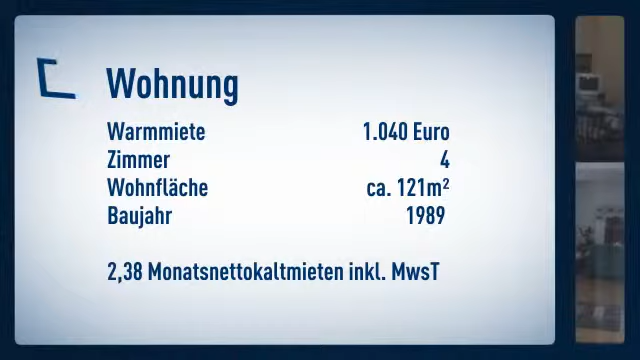 Wohnung
Warmmiete 1.040 Euro
Zimmer 4
Wohnfläche ca. 121m²
Baujahr 1989
2,38 Monatsnettokaltmieten inkl. MwsT